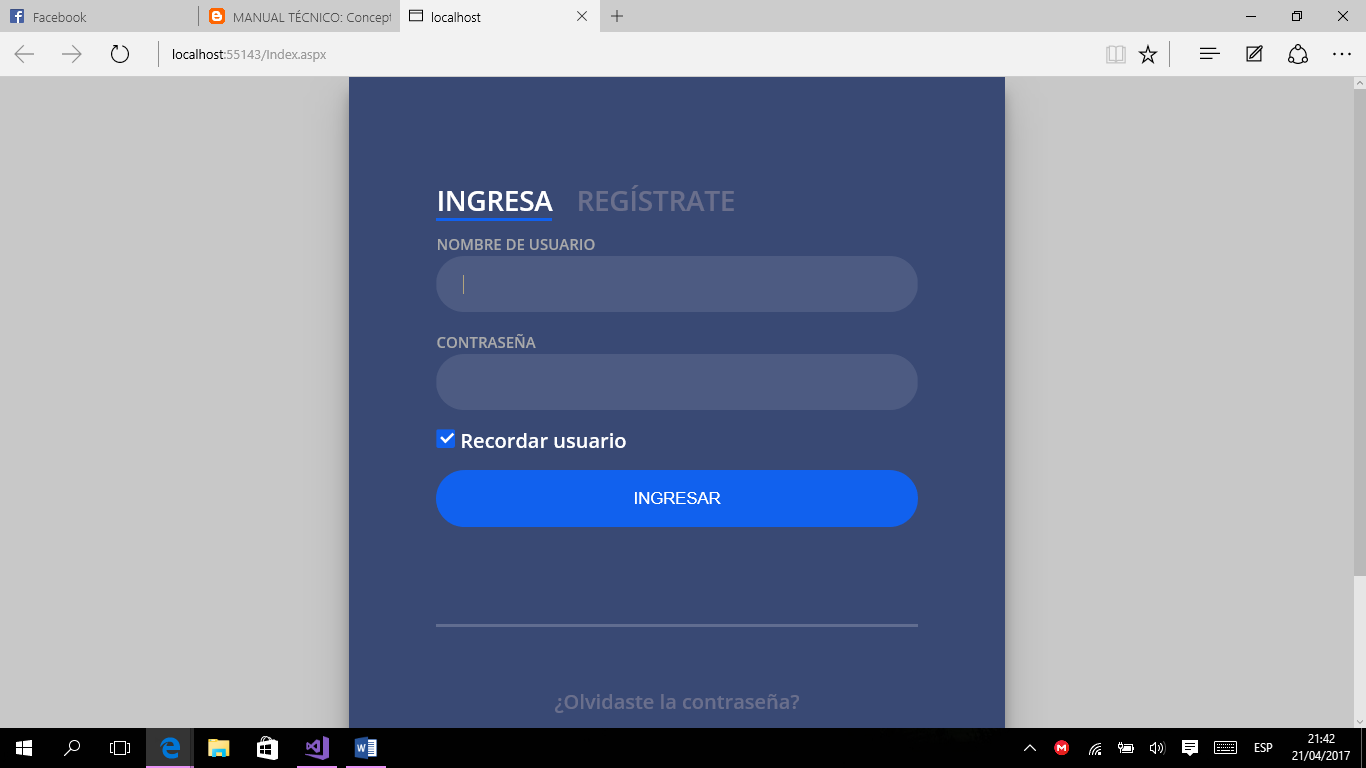 Facebook
MANUAL TÉCNICO: Concept
localhost
localhost:55143/Index.aspx
INGRESA REGÍSTRATE
NOMBRE DE USUARIO
CONTRASEÑA
Recordar usuario
INGRESAR
¿Olvidaste la contraseña?
ESP
21:42
21/04/2017